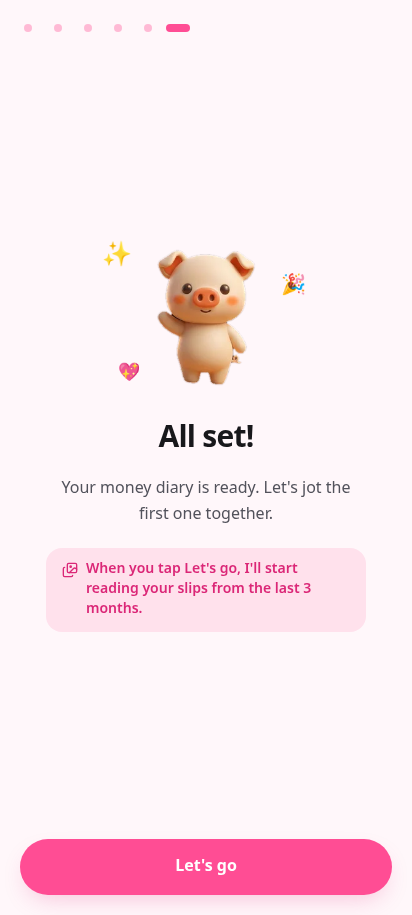 All set!
Your money diary is ready. Let's jot the
first one together.
When you tap Let's go, I'll start
reading your slips from the last 3
months.
Let's go